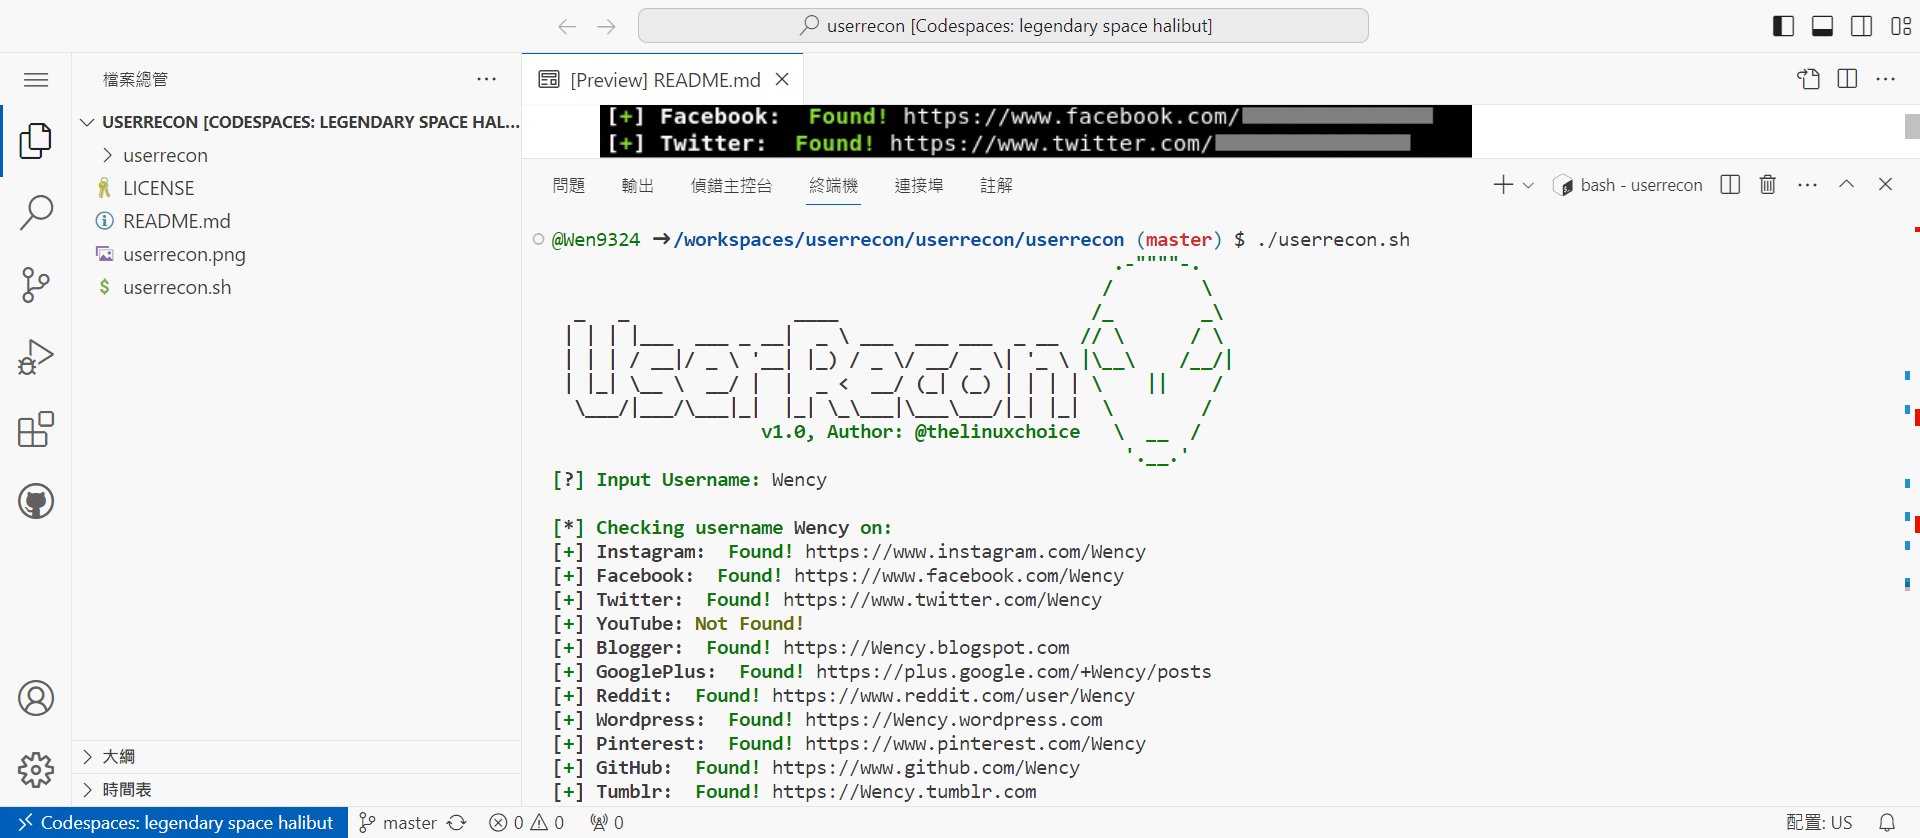 userrecon [Codespaces: legendary space halibut]
檔案總管
USERRECON [CODESPACES: LEGENDARY SPACE HAL...
userrecon
LICENSE
README.md
userrecon.png
userrecon.sh
大綱
時間表
[Preview] README.md
[+] Facebook:  Found! https://www.facebook.com/
[+] Twitter:  Found! https://www.twitter.com/
問題 輸出 偵錯主控台 終端機 連接埠 註解
bash - userrecon
@Wen9324 ➜/workspaces/userrecon/userrecon/userrecon (master) $ ./userrecon.sh
UserRecon
v1.0, Author: @thelinuxchoice
[?] Input Username: Wency
[*] Checking username Wency on:
[+] Instagram:  Found! https://www.instagram.com/Wency
[+] Facebook:  Found! https://www.facebook.com/Wency
[+] Twitter:  Found! https://www.twitter.com/Wency
[+] YouTube: Not Found!
[+] Blogger:  Found! https://Wency.blogspot.com
[+] GooglePlus:  Found! https://plus.google.com/+Wency/posts
[+] Reddit:  Found! https://www.reddit.com/user/Wency
[+] Wordpress:  Found! https://Wency.wordpress.com
[+] Pinterest:  Found! https://www.pinterest.com/Wency
[+] GitHub:  Found! https://www.github.com/Wency
[+] Tumblr:  Found! https://Wency.tumblr.com
Codespaces: legendary space halibut master 0 0 0 配置: US